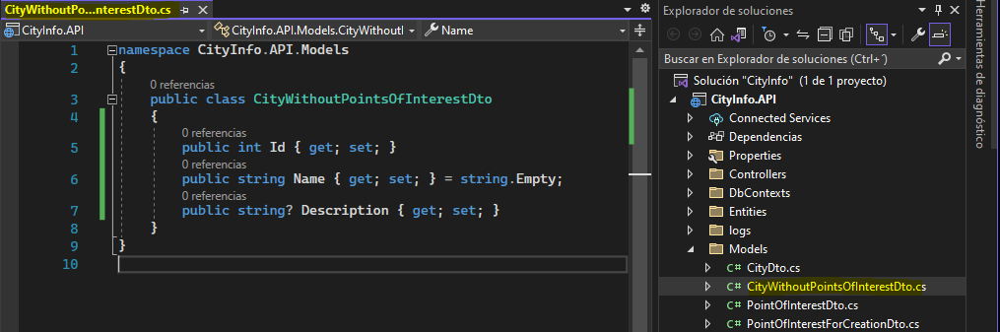 CityWithoutPo...nterestDto.cs
CityInfo.API
CityInfo.API.Models.CityWithoutI
Name
1 namespace CityInfo.API.Models
2 {
0 referencias
3 public class CityWithoutPointsOfInterestDto
4 {
0 referencias
5 public int Id { get; set; }
0 referencias
6 public string Name { get; set; } = string.Empty;
0 referencias
7 public string? Description { get; set; }
8 }
9 }
10
Explorador de soluciones
Buscar en Explorador de soluciones (Ctrl+´)
Solución "CityInfo" (1 de 1 proyecto)
CityInfo.API
Connected Services
Dependencias
Properties
Controllers
DbContexts
Entities
logs
Models
C# CityDto.cs
C# CityWithoutPointsOfInterestDto.cs
C# PointOfInterestDto.cs
C# PointOfInterestForCreationDto.cs
Herramientas de diagnóstico